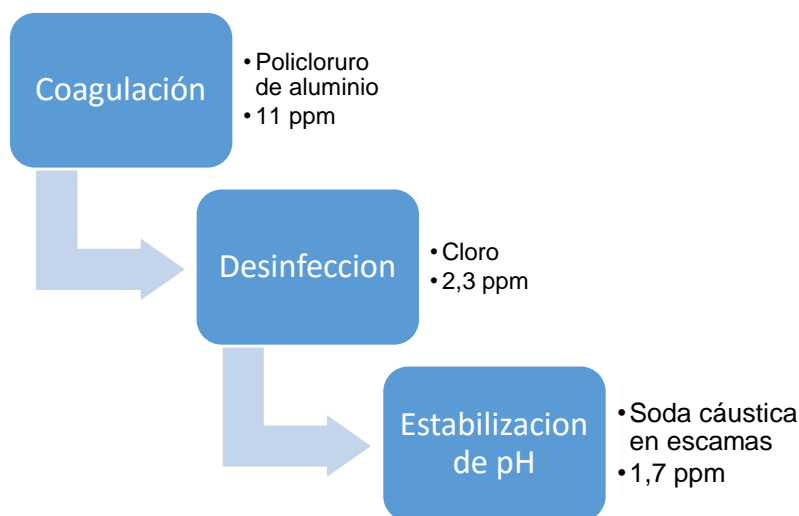 Coagulación
• Policloruro
de aluminio
• 11 ppm
Desinfeccion
• Cloro
• 2,3 ppm
Estabilizacion
de pH
• Soda cáustica
en escamas
• 1,7 ppm